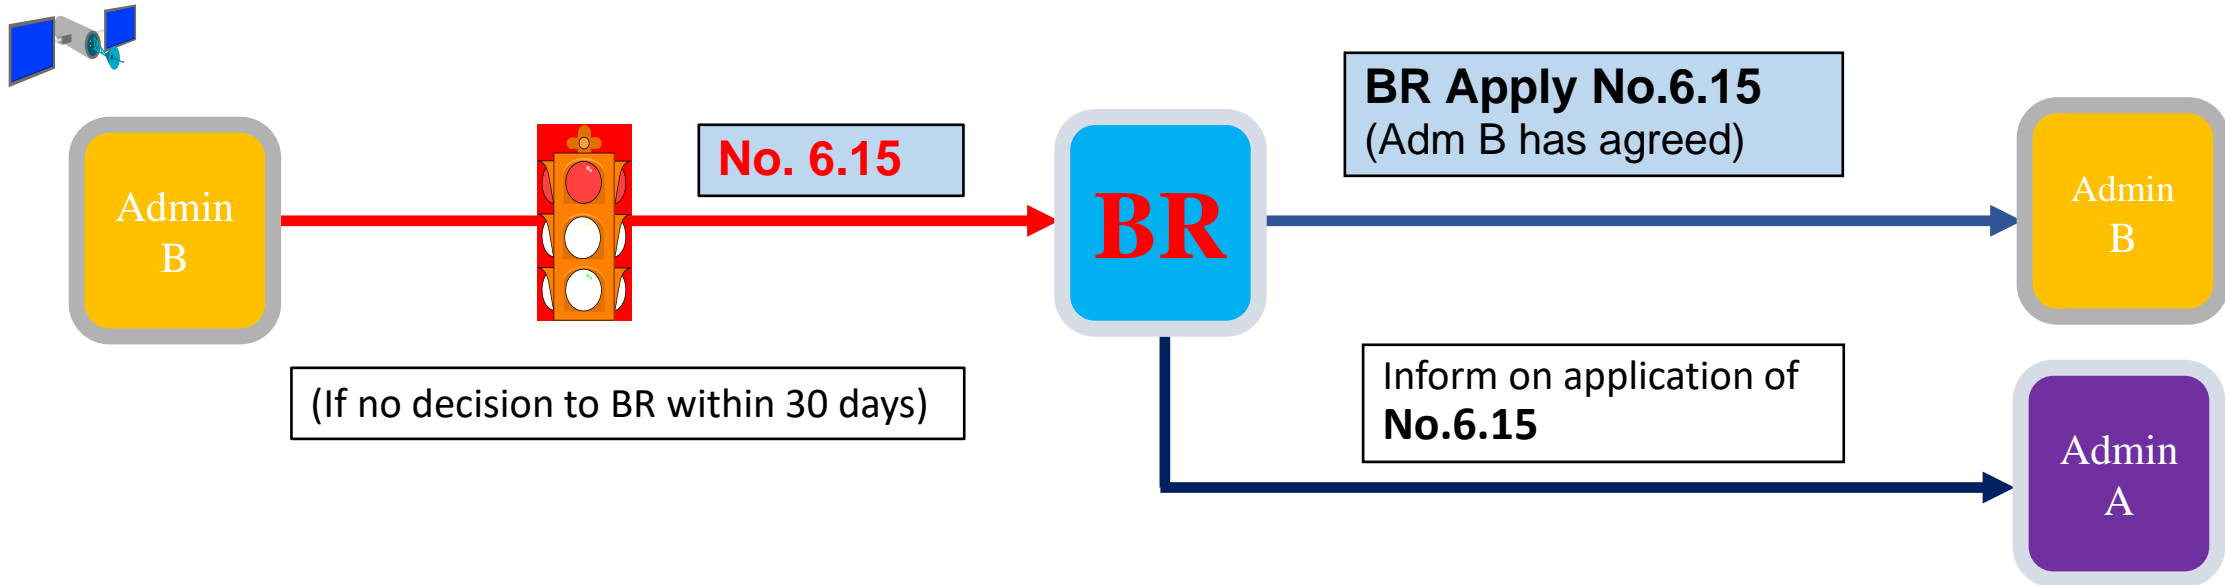 Admin
B
No. 6.15
(If no decision to BR within 30 days)
BR
BR Apply No.6.15
(Adm B has agreed)
Admin
B
Inform on application of
No.6.15
Admin
A